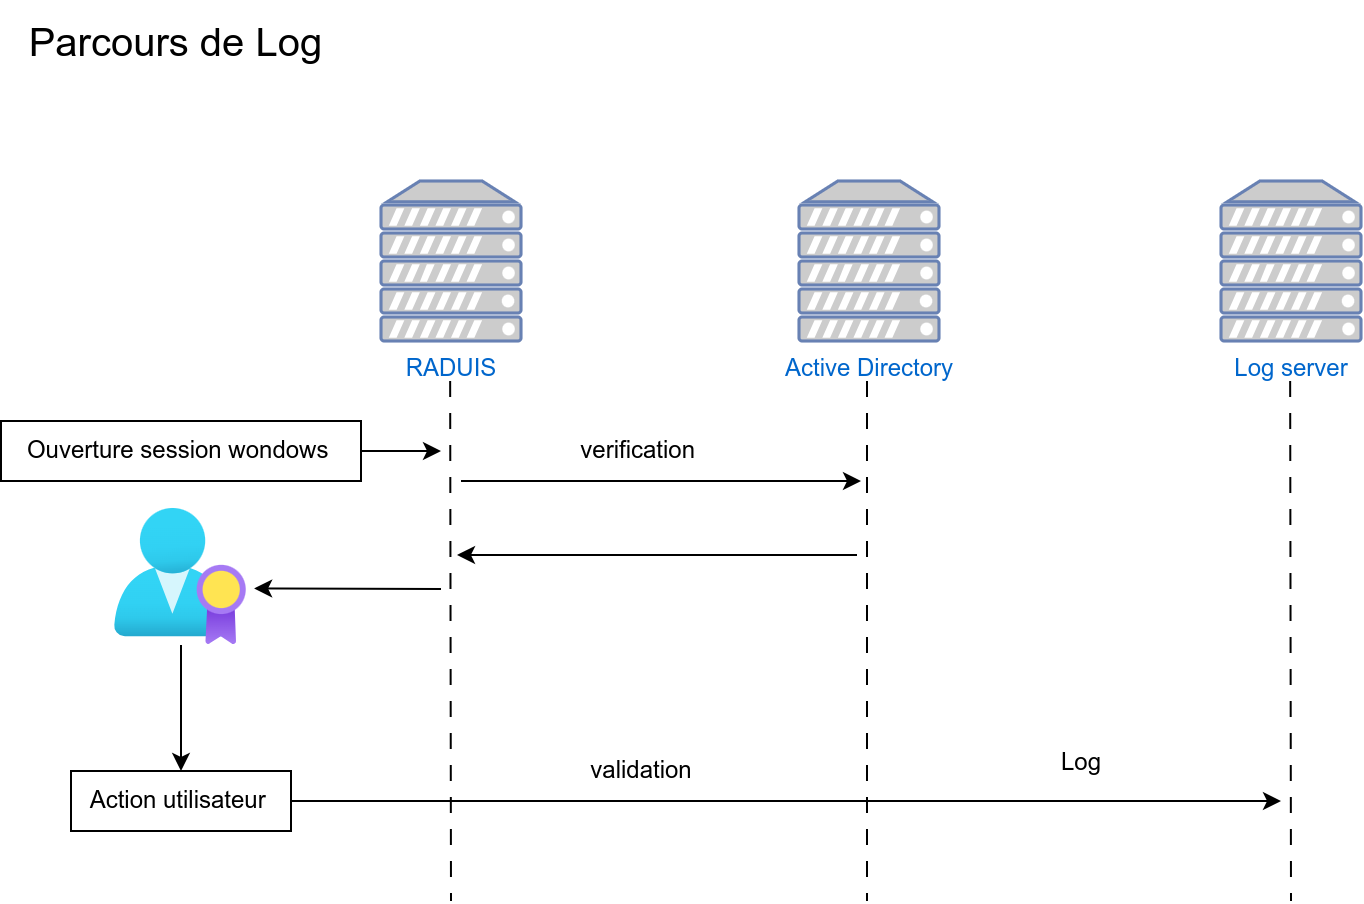 Parcours de Log
RADUIS
Active Directory
Log server
Ouverture session wondows
verification
validation
Log
Action utilisateur